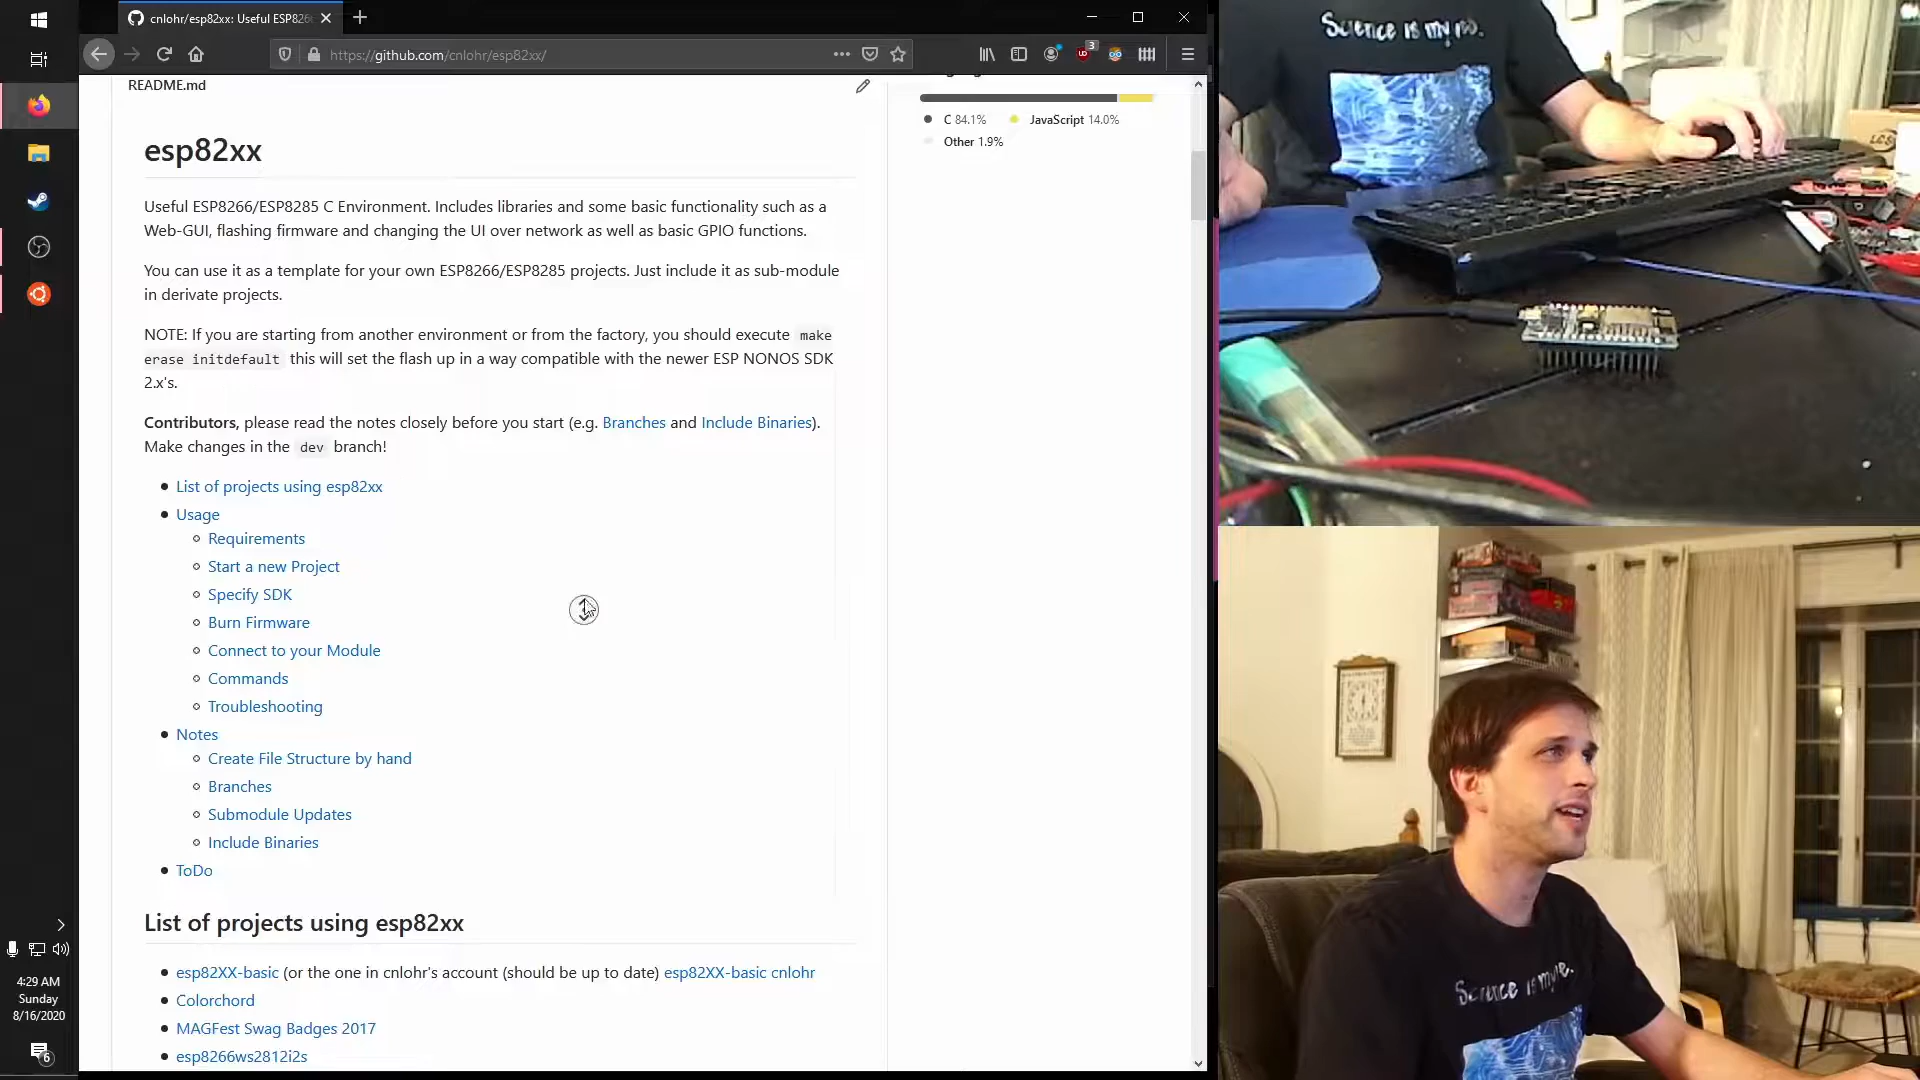 cnlohr/esp82xx: Useful ESP826
https://github.com/cnlohr/esp82xx/
3
README.md
C 84.1%
JavaScript 14.0%
Other 1.9%
esp82xx
Useful ESP8266/ESP8285 C Environment. Includes libraries and some basic functionality such as a
Web-GUI, flashing firmware and changing the UI over network as well as basic GPIO functions.
You can use it as a template for your own ESP8266/ESP8285 projects. Just include it as sub-module
in derivate projects.
NOTE: If you are starting from another environment or from the factory, you should execute make
erase initdefault this will set the flash up in a way compatible with the newer ESP NONOS SDK
2.x's.
Contributors, please read the notes closely before you start (e.g. Branches and Include Binaries).
Make changes in the dev branch!
List of projects using esp82xx
Usage
Requirements
Start a new Project
Specify SDK
Burn Firmware
Connect to your Module
Commands
Troubleshooting
Notes
Create File Structure by hand
Branches
Submodule Updates
Include Binaries
ToDo
List of projects using esp82xx
esp82XX-basic (or the one in cnlohr's account (should be up to date) esp82XX-basic cnlohr
Colorchord
MAGFest Swag Badges 2017
esp8266ws2812i2s
4:29 AM
Sunday
8/16/2020
6
Science is my
Science is my